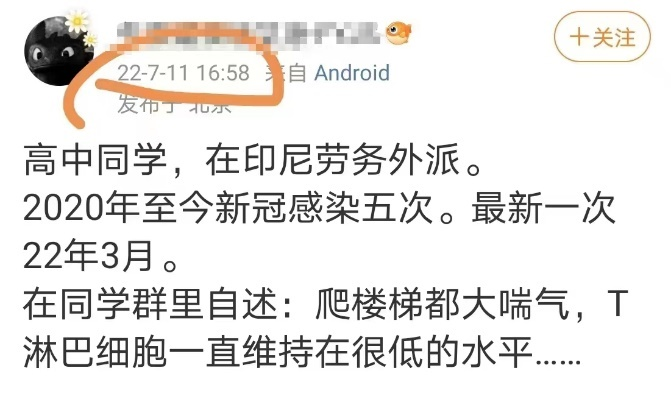 +关注
22-7-11 16:58 来自 Android
发布于 北京
高中同学，在印尼劳务外派。
2020年至今新冠感染五次。最新一次
22年3月。
在同学群里自述：爬楼梯都大喘气，T
淋巴细胞一直维持在很低的水平……